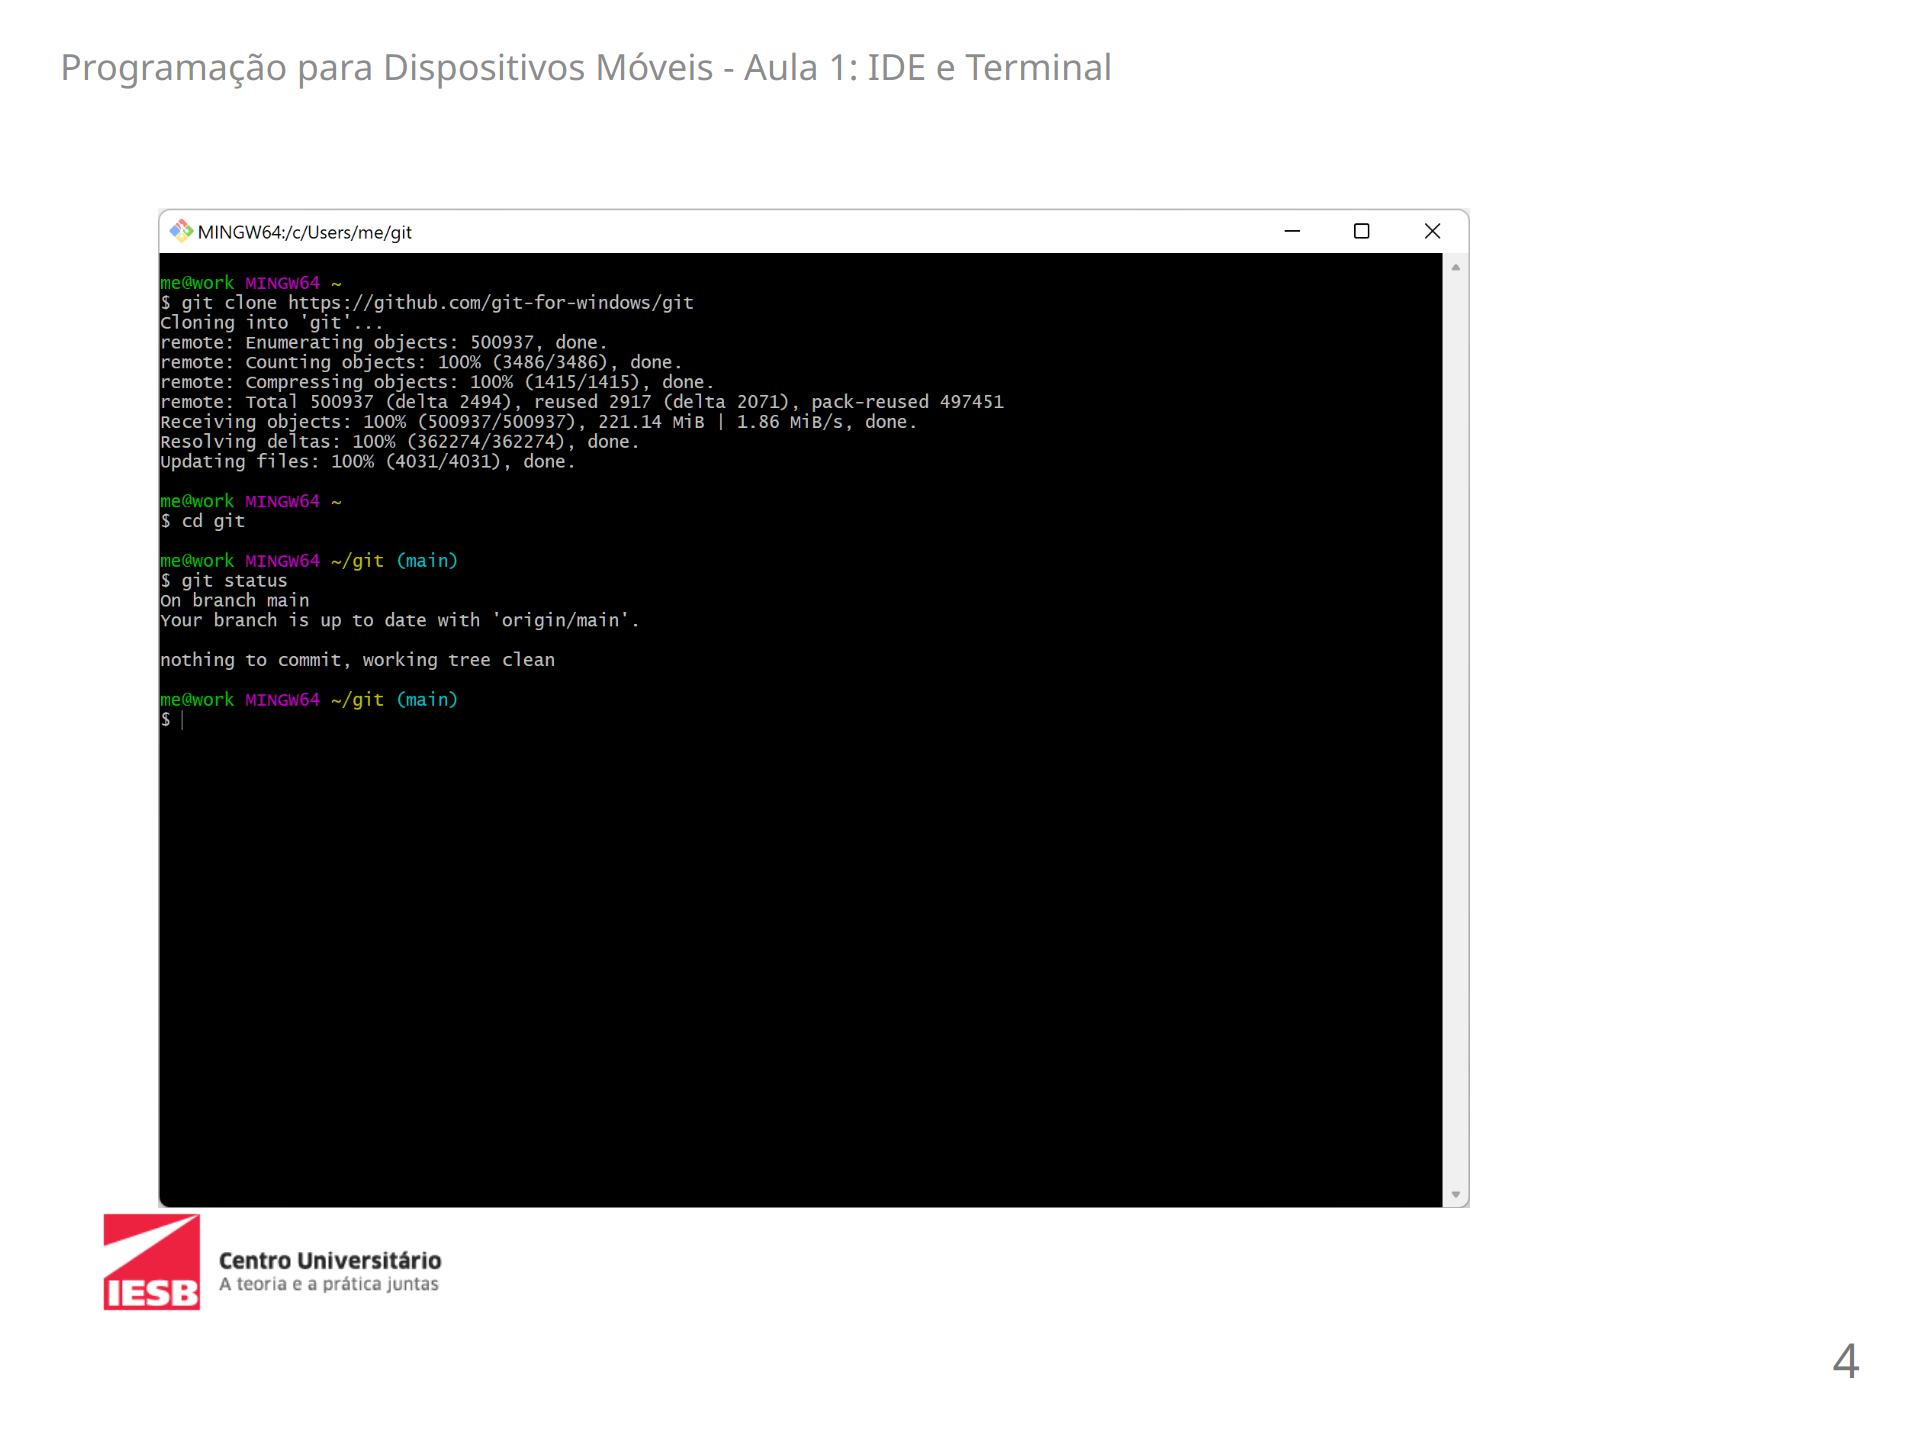 Programação para Dispositivos Móveis - Aula 1: IDE e Terminal
MINGW64:/c/Users/me/git
me@work MINGW64 ~
$ git clone https://github.com/git-for-windows/git
Cloning into 'git'...
remote: Enumerating objects: 500937, done.
remote: Counting objects: 100% (3486/3486), done.
remote: Compressing objects: 100% (1415/1415), done.
remote: Total 500937 (delta 2494), reused 2917 (delta 2071), pack-reused 497451
Receiving objects: 100% (500937/500937), 221.14 MiB | 1.86 MiB/s, done.
Resolving deltas: 100% (362274/362274), done.
Updating files: 100% (4031/4031), done.
me@work MINGW64 ~
$ cd git
me@work MINGW64 ~/git (main)
$ git status
On branch main
Your branch is up to date with 'origin/main'.
nothing to commit, working tree clean
me@work MINGW64 ~/git (main)
$
IESB
Centro Universitário
A teoria e a prática juntas
4